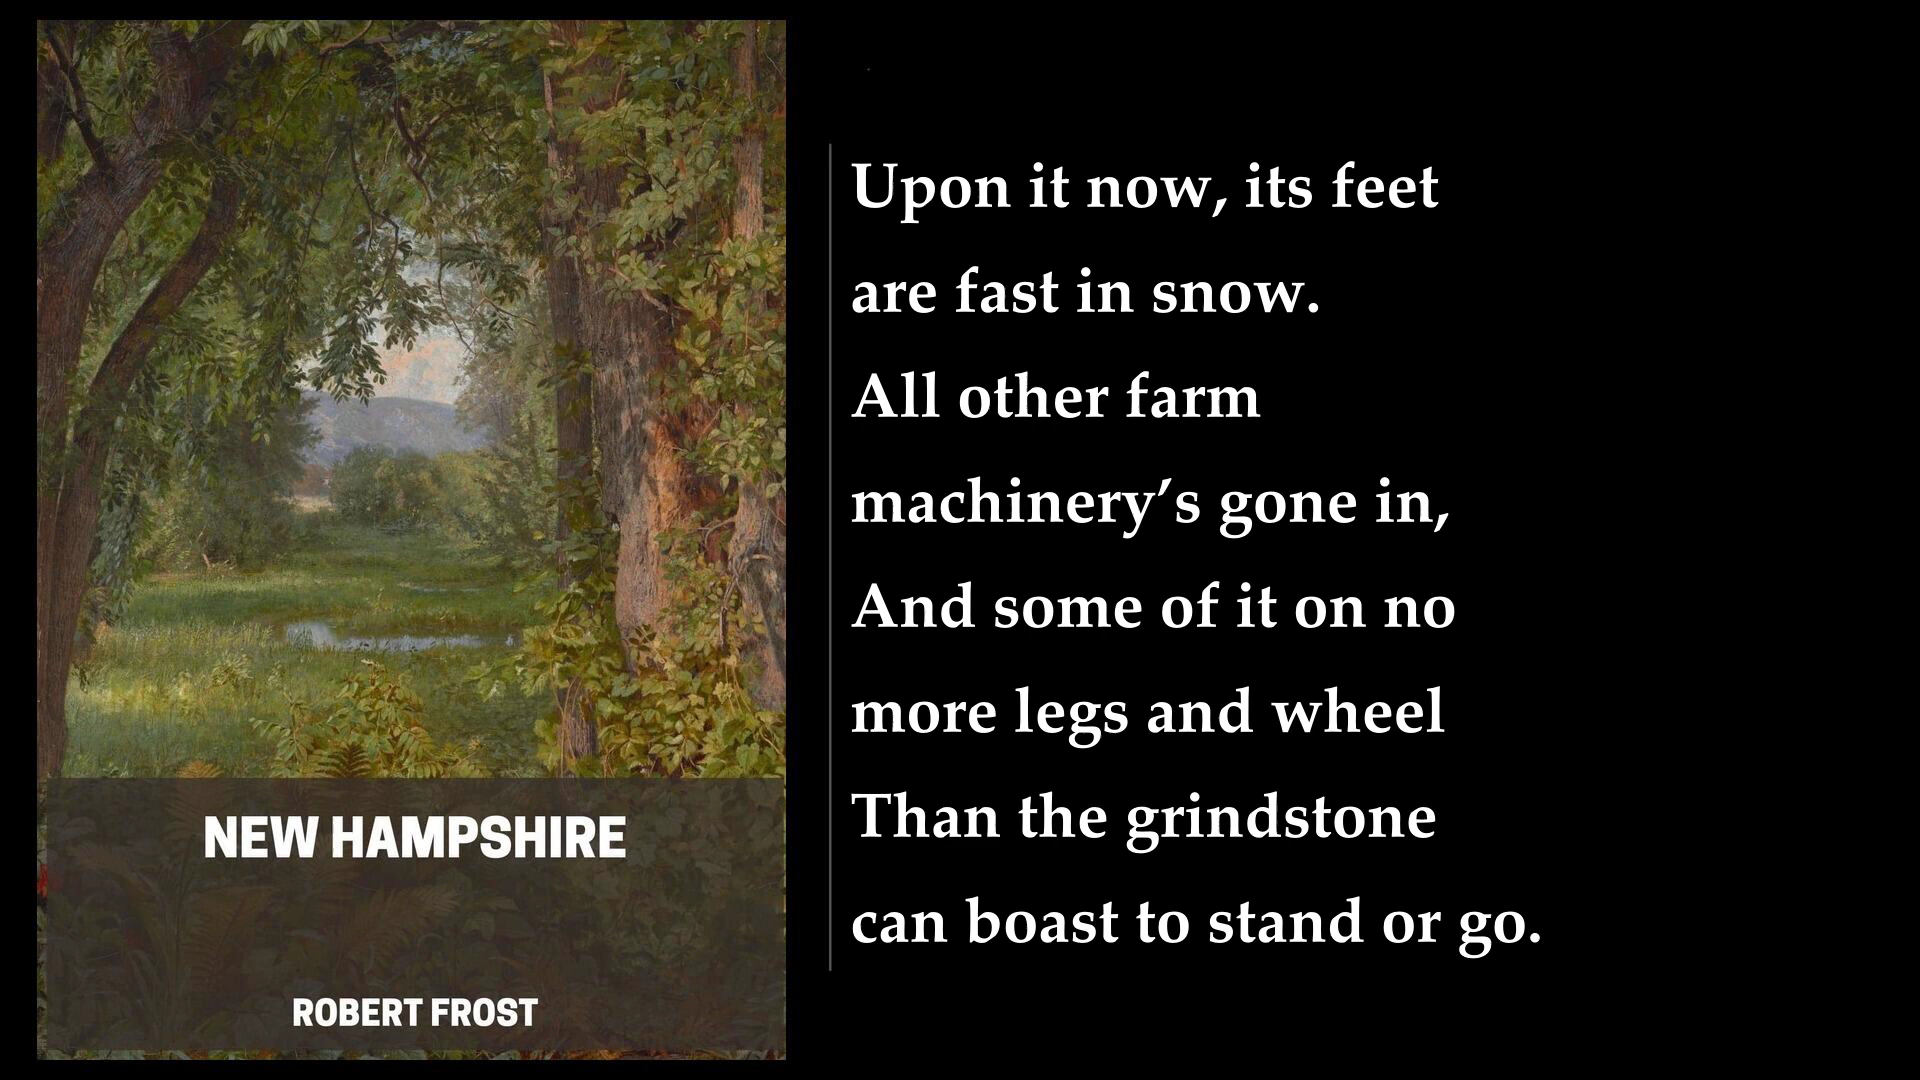 NEW HAMPSHIRE
ROBERT FROST
Upon it now, its feet
are fast in snow.
All other farm
machinery’s gone in,
And some of it on no
more legs and wheel
Than the grindstone
can boast to stand or go.